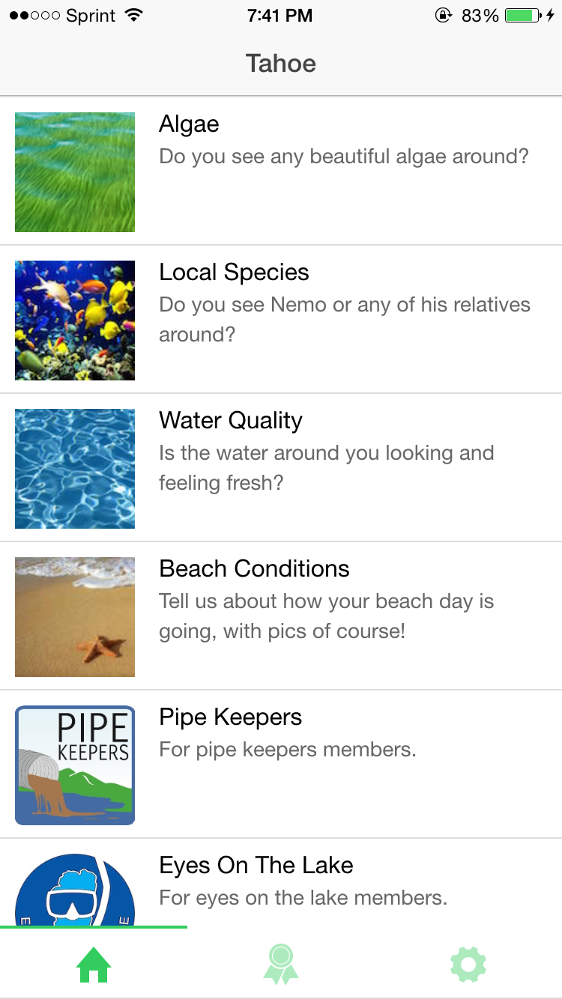 Sprint 7:41 PM 83%
Tahoe
Algae
Do you see any beautiful algae around?
Local Species
Do you see Nemo or any of his relatives
around?
Water Quality
Is the water around you looking and
feeling fresh?
Beach Conditions
Tell us about how your beach day is
going, with pics of course!
PIPE
KEEPERS
Pipe Keepers
For pipe keepers members.
Eyes On The Lake
For eyes on the lake members.
E E